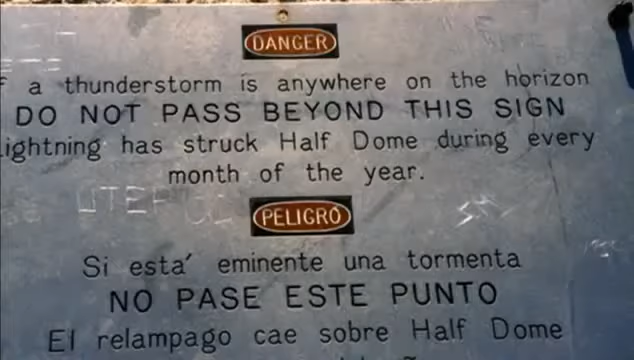 DANGER
a thunderstorm is anywhere on the horizon
DO NOT PASS BEYOND THIS SIGN
ightning has struck Half Dome during every
month of the year.
PELIGRO
Si está eminente una tormenta
NO PASE ESTE PUNTO
El relampago cae sobre Half Dome